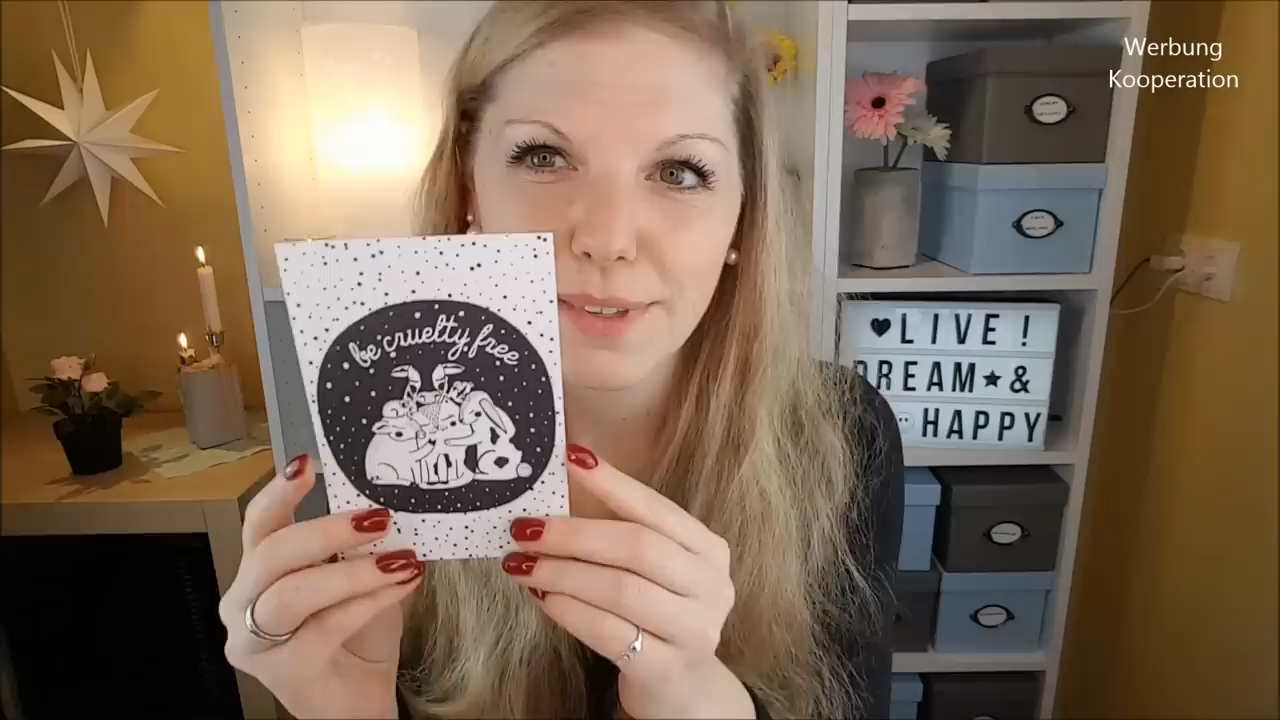 Werbung
Kooperation
be cruelty free
LIVE!
DREAM &
HAPPY